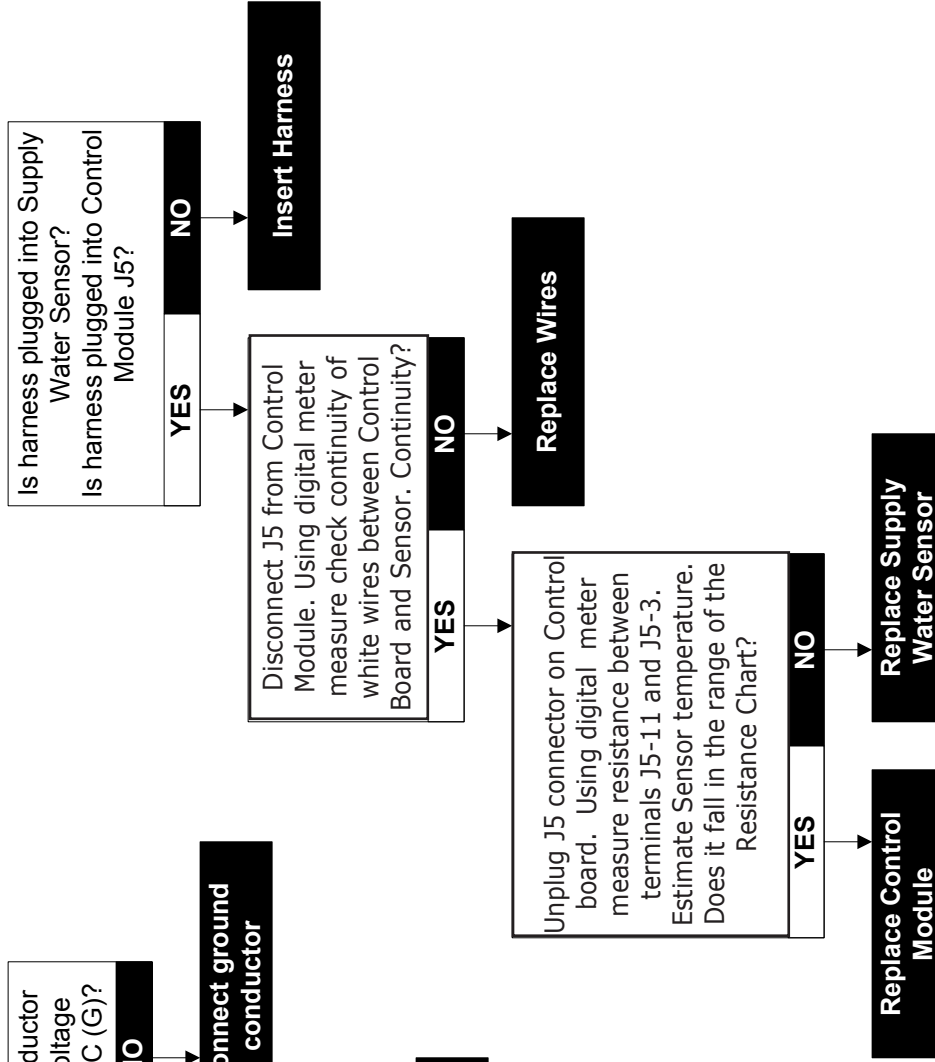 Is harness plugged into Supply
Water Sensor?
Is harness plugged into Control
Module J5?
YES
NO
Insert Harness
Disconnect J5 from Control
Module. Using digital meter
measure check continuity of
white wires between Control
Board and Sensor. Continuity?
YES
NO
Replace Wires
Unplug J5 connector on Control
board. Using digital meter
measure resistance between
terminals J5-11 and J5-3.
Estimate Sensor temperature.
Does it fall in the range of the
Resistance Chart?
YES
NO
Replace Control
Module
Replace Supply
Water Sensor
ductor
oltage
C (G)?
onnect ground
conductor